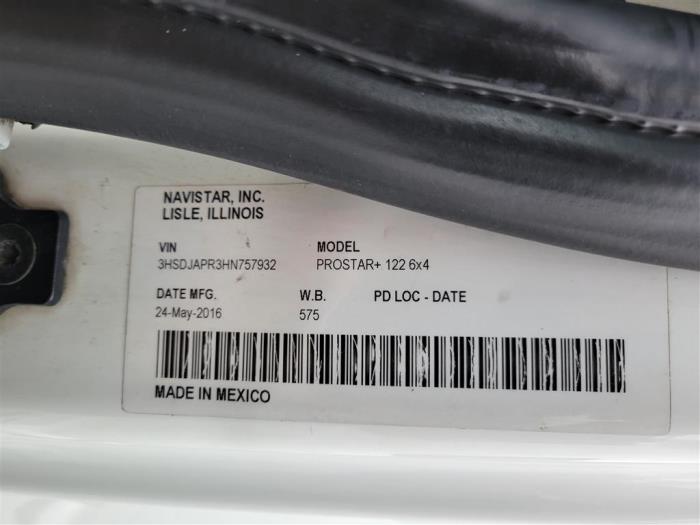 NAVISTAR, INC.
LISLE, ILLINOIS
VIN MODEL
3HSDJAPR3HN757932 PROSTAR+ 122 6x4
DATE MFG. W.B. PD LOC - DATE
24-May-2016 575
MADE IN MEXICO